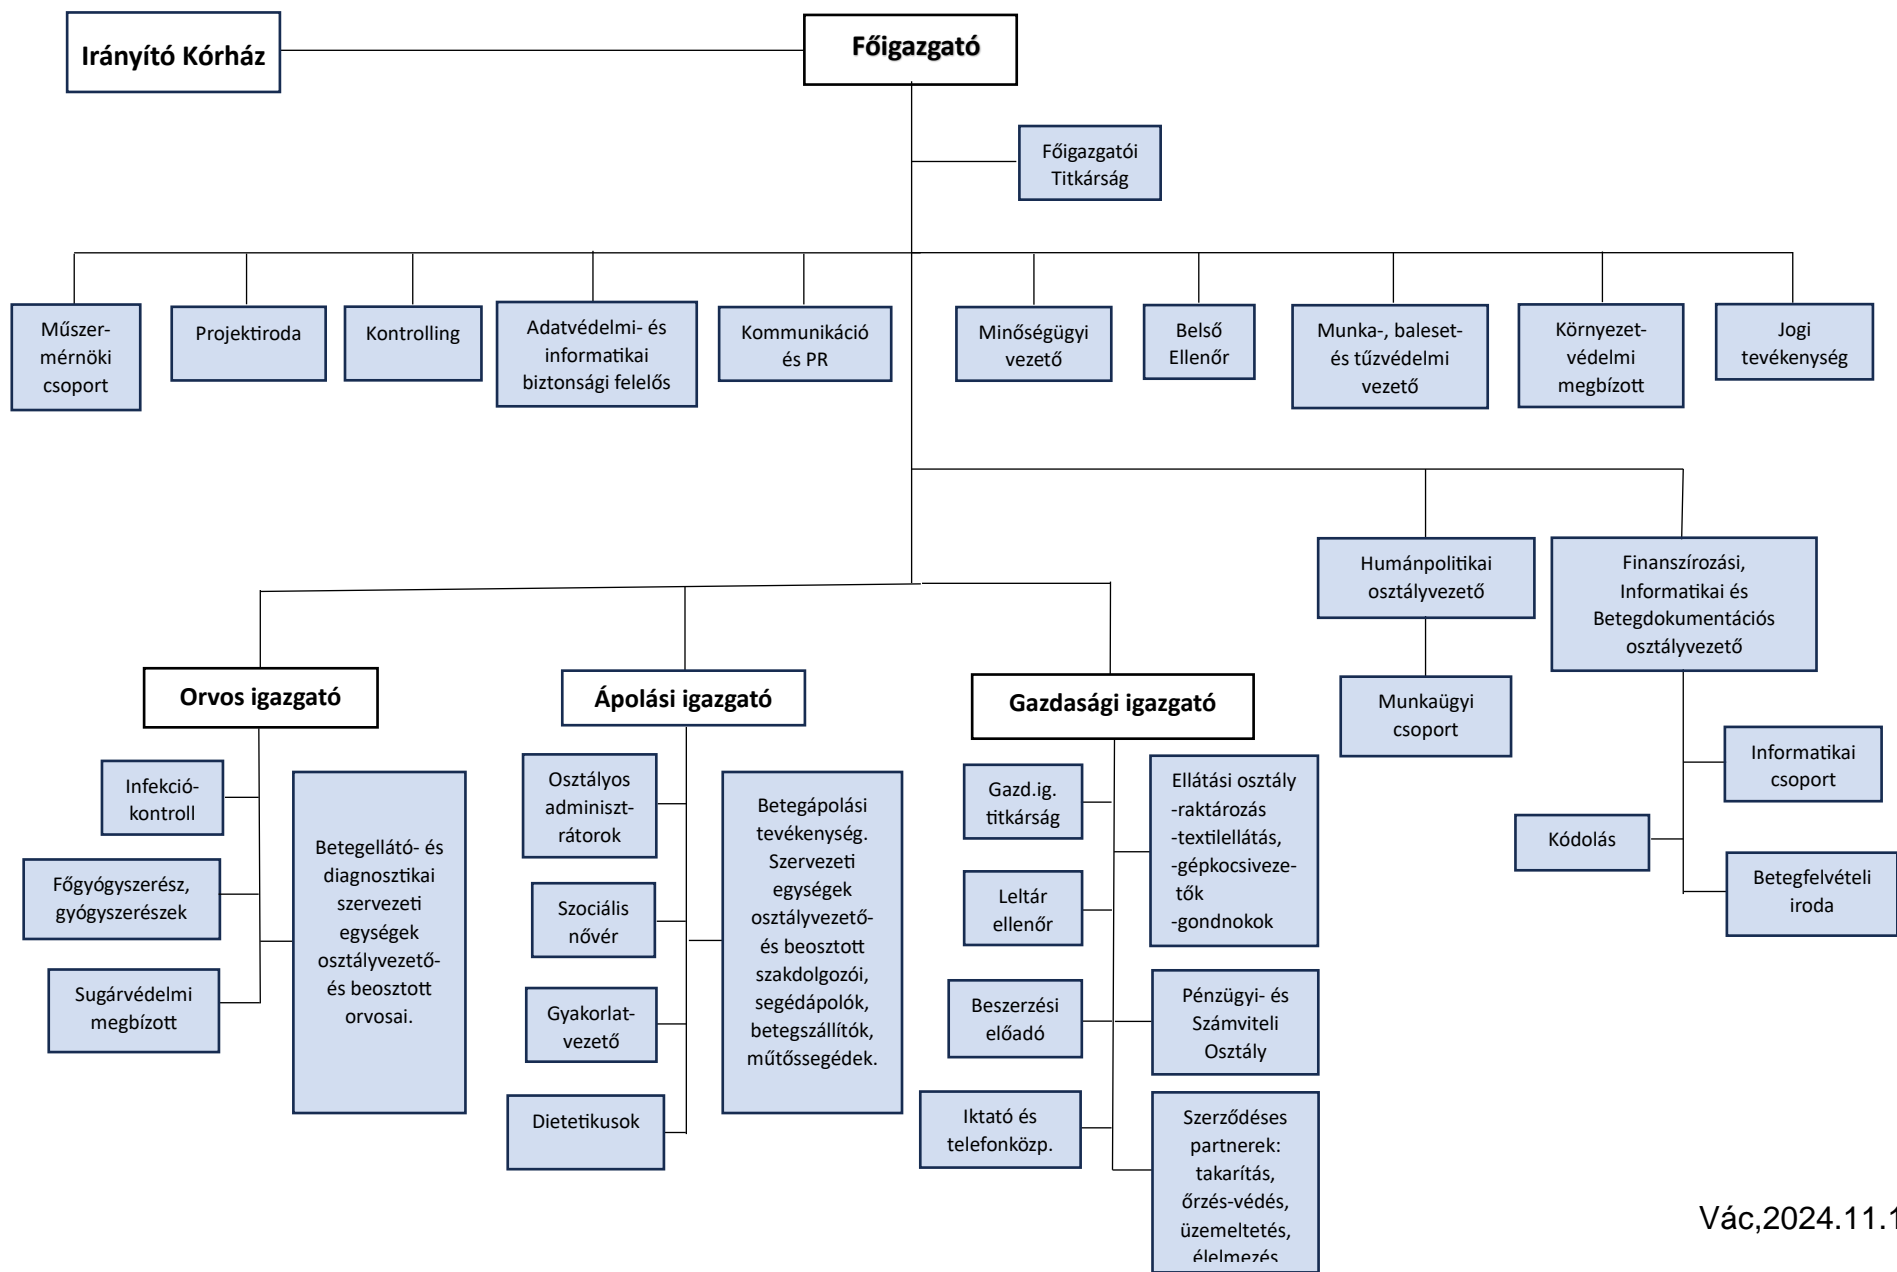 Irányító Kórház
Főigazgató
Főigazgatói
Titkárság
Műszer-
mérnöki
csoport
Projektiroda
Kontrolling
Adatvédelmi- és
informatikai
biztonsági felelős
Kommunikáció
és PR
Minőségügyi
vezető
Belső
Ellenőr
Munka-, baleset-
és tűzvédelmi
vezető
Környezet-
védelmi
megbízott
Jogi
tevékenység
Humánpolitikai
osztályvezető
Finanszírozási,
Informatikai és
Betegdokumentációs
osztályvezető
Orvos igazgató
Ápolási igazgató
Gazdasági igazgató
Munkaügyi
csoport
Informatikai
csoport
Kódolás
Betegfelvételi
iroda
Infekció-
kontroll
Főgyógyszerész,
gyógyszerészek
Sugárvédelmi
megbízott
Betegellátó- és
diagnosztikai
szervezeti
egységek
osztályvezető-
és beosztott
orvosai.
Osztályos
adminiszt-
rátorok
Szociális
nővér
Gyakorlat-
vezető
Dietetikusok
Betegápolási
tevékenység.
Szervezeti
egységek
osztályvezető-
és beosztott
szakdolgozói,
segédápolók,
betegszállítók,
műtőssegédek.
Gazd.ig.
titkárság
Leltár
ellenőr
Beszerzési
előadó
Iktató és
telefonközp.
Ellátási osztály
-raktározás
-textilellátás,
-gépkocsiveze-
tők
-gondnokok
Pénzügyi- és
Számviteli
Osztály
Szerződéses
partnerek:
takarítás,
őrzés-védés,
üzemeltetés,
élelmezés
Vác,2024.11.1